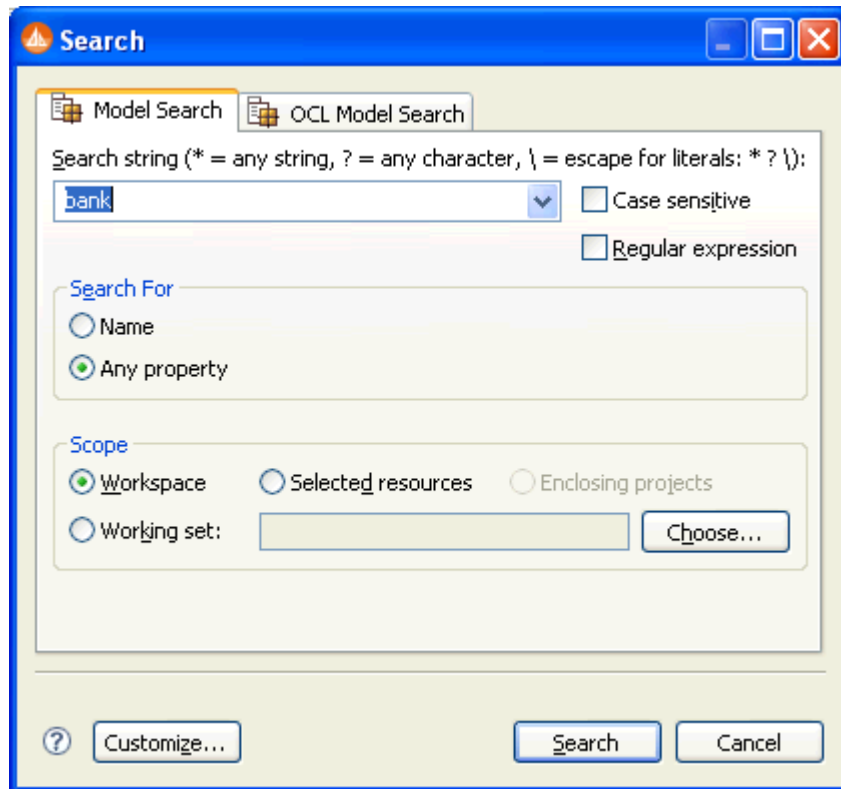 Search
Model Search
OCL Model Search
Search string (* = any string, ? = any character, \ = escape for literals: * ? \):
bank
Case sensitive
Regular expression
Search For
Name
Any property
Scope
Workspace
Selected resources
Enclosing projects
Working set:
Choose...
?
Customize...
Search
Cancel